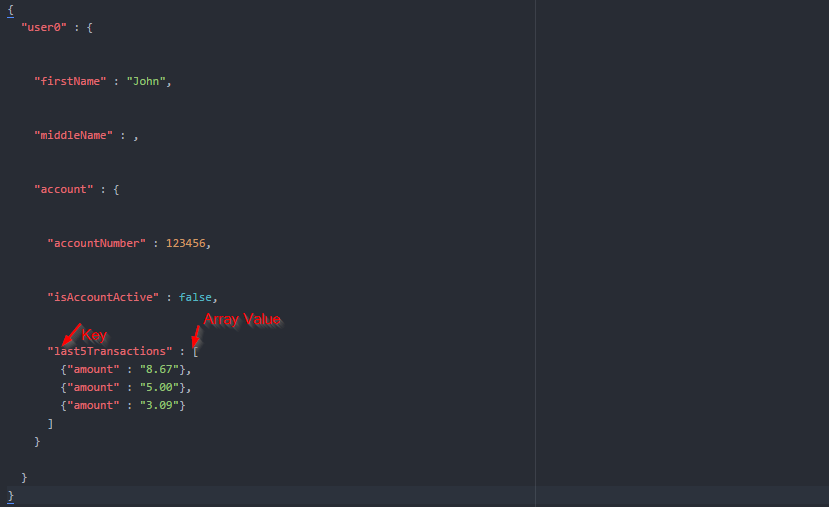 {
"user0" : {
"firstName" : "John",
"middleName" : ,
"account" : {
"accountNumber" : 123456,
"isAccountActive" : false,
Array Value
Key
"last5Transactions" : [
{"amount" : "8.67"},
{"amount" : "5.00"},
{"amount" : "3.09"}
]
}
}
}